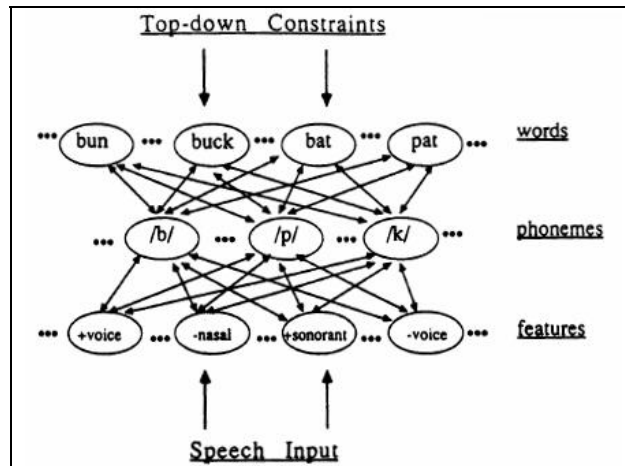 Top-down Constraints
••• bun ••• buck ••• bat ••• pat ••• words
••• /b/ ••• /p/ ••• /k/ ••• phonemes
••• +voice ••• -nasal ••• +sonorant ••• -voice ••• features
Speech Input